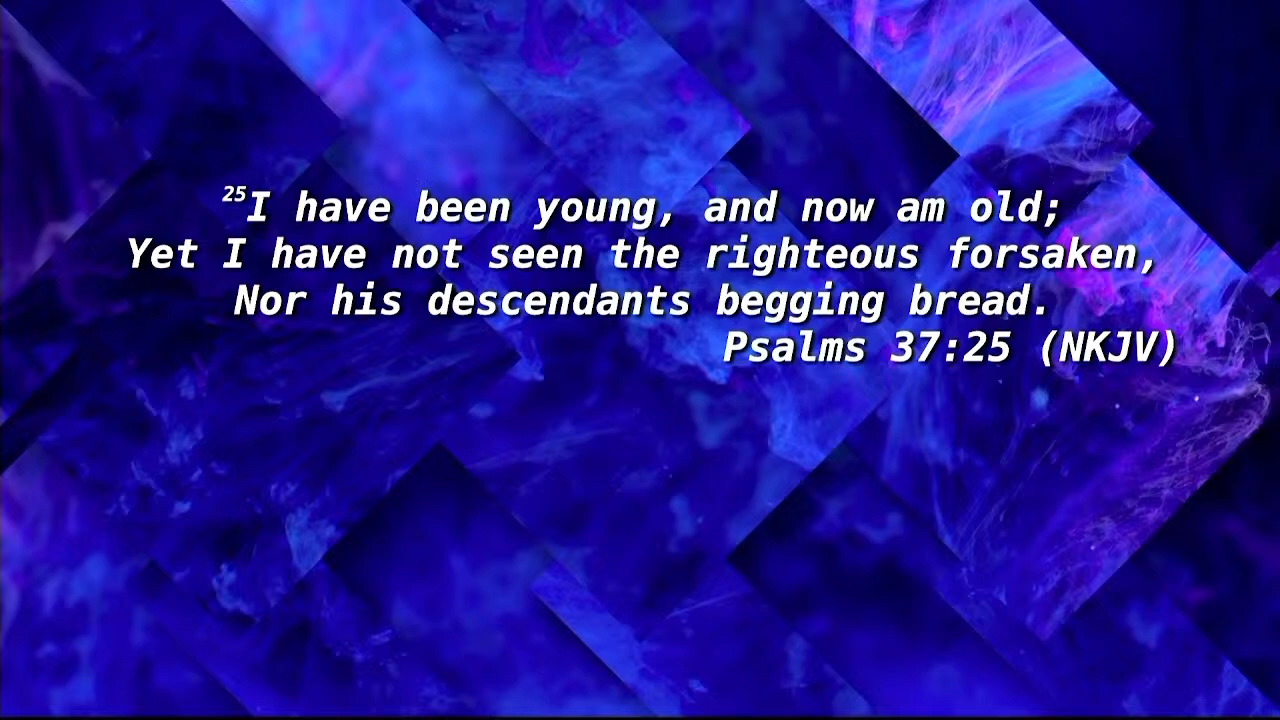 25I have been young, and now am old;
Yet I have not seen the righteous forsaken,
Nor his descendants begging bread.
Psalms 37:25 (NKJV)